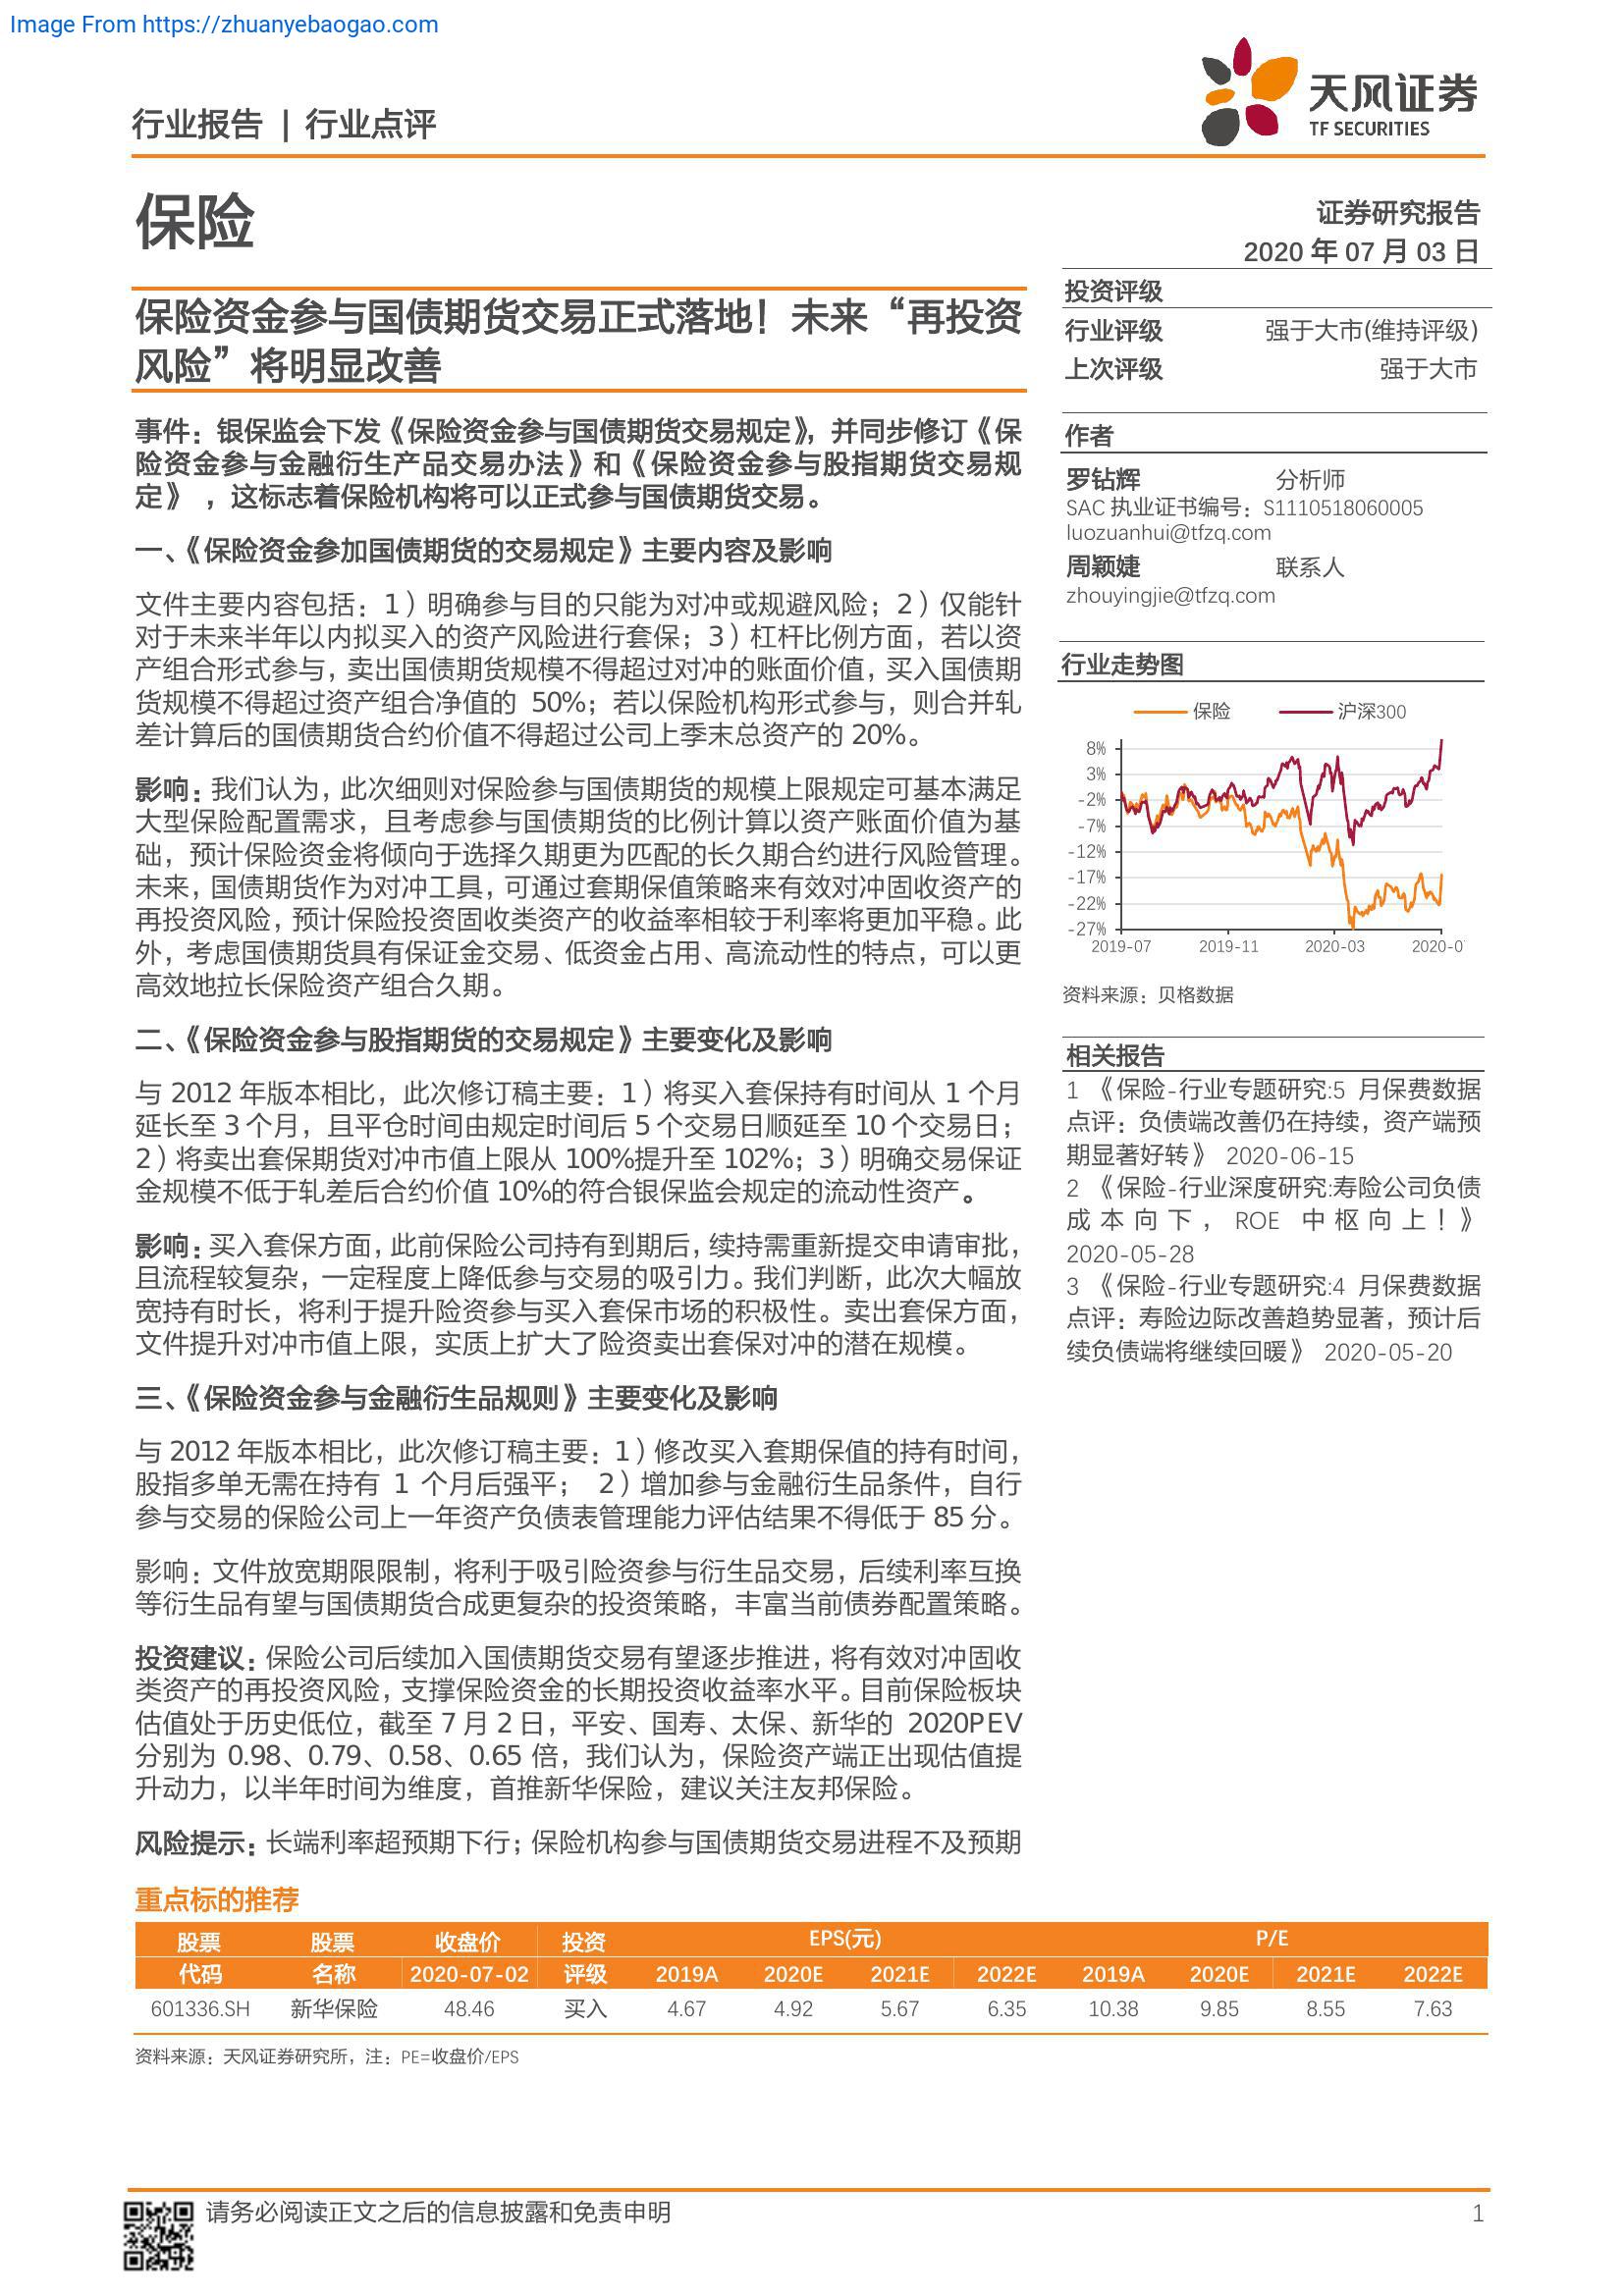 Image From https://zhuanyebaogao.com
天风证券
TF SECURITIES
行业报告 | 行业点评
保险
证券研究报告
2020 年 07 月 03 日
保险资金参与国债期货交易正式落地！未来“再投资
风险”将明显改善
事件：银保监会下发《保险资金参与国债期货交易规定》，并同步修订《保
险资金参与金融衍生产品交易办法》和《保险资金参与股指期货交易规
定》 ，这标志着保险机构将可以正式参与国债期货交易。
一、《保险资金参加国债期货的交易规定》主要内容及影响
文件主要内容包括：1）明确参与目的只能为对冲或规避风险；2）仅能针
对于未来半年以内拟买入的资产风险进行套保；3）杠杆比例方面，若以资
产组合形式参与，卖出国债期货规模不得超过对冲的账面价值，买入国债期
货规模不得超过资产组合净值的 50%；若以保险机构形式参与，则合并轧
差计算后的国债期货合约价值不得超过公司上季末总资产的 20%。
影响：我们认为，此次细则对保险参与国债期货的规模上限规定可基本满足
大型保险配置需求，且考虑参与国债期货的比例计算以资产账面价值为基
础，预计保险资金将倾向于选择久期更为匹配的长久期合约进行风险管理。
未来，国债期货作为对冲工具，可通过套期保值策略来有效对冲固收资产的
再投资风险，预计保险投资固收类资产的收益率相较于利率将更加平稳。此
外，考虑国债期货具有保证金交易、低资金占用、高流动性的特点，可以更
高效地拉长保险资产组合久期。
二、《保险资金参与股指期货的交易规定》主要变化及影响
与 2012 年版本相比，此次修订稿主要：1）将买入套保持有时间从 1 个月
延长至 3 个月，且平仓时间由规定时间后 5 个交易日顺延至 10 个交易日；
2）将卖出套保期货对冲市值上限从 100%提升至 102%；3）明确交易保证
金规模不低于轧差后合约价值 10%的符合银保监会规定的流动性资产。
影响：买入套保方面，此前保险公司持有到期后，续持需重新提交申请审批，
且流程较复杂，一定程度上降低参与交易的吸引力。我们判断，此次大幅放
宽持有时长，将利于提升险资参与买入套保市场的积极性。卖出套保方面，
文件提升对冲市值上限，实质上扩大了险资卖出套保对冲的潜在规模。
三、《保险资金参与金融衍生品规则》主要变化及影响
与 2012 年版本相比，此次修订稿主要：1）修改买入套期保值的持有时间，
股指多单无需在持有 1 个月后强平； 2）增加参与金融衍生品条件，自行
参与交易的保险公司上一年资产负债表管理能力评估结果不得低于 85 分。
影响：文件放宽期限限制，将利于吸引险资参与衍生品交易，后续利率互换
等衍生品有望与国债期货合成更复杂的投资策略，丰富当前债券配置策略。
投资建议：保险公司后续加入国债期货交易有望逐步推进，将有效对冲固收
类资产的再投资风险，支撑保险资金的长期投资收益率水平。目前保险板块
估值处于历史低位，截至 7 月 2 日，平安、国寿、太保、新华的 2020PEV
分别为 0.98、0.79、0.58、0.65 倍，我们认为，保险资产端正出现估值提
升动力，以半年时间为维度，首推新华保险，建议关注友邦保险。
风险提示：长端利率超预期下行；保险机构参与国债期货交易进程不及预期
投资评级
行业评级 强于大市(维持评级)
上次评级 强于大市
作者
罗钻辉 分析师
SAC 执业证书编号：S1110518060005
luozuanhui@tfzq.com
周颖婕 联系人
zhouyingjie@tfzq.com
行业走势图
保险 沪深300
8%
3%
-2%
-7%
-12%
-17%
-22%
-27%
2019-07 2019-11 2020-03 2020-0
资料来源：贝格数据
相关报告
1 《保险-行业专题研究:5 月保费数据
点评：负债端改善仍在持续，资产端预
期显著好转》 2020-06-15
2 《保险-行业深度研究:寿险公司负债
成本向下，ROE 中枢向上！》
2020-05-28
3 《保险-行业专题研究:4 月保费数据
点评：寿险边际改善趋势显著，预计后
续负债端将继续回暖》 2020-05-20
重点标的推荐
股票 股票 收盘价 投资 EPS(元) P/E
代码 名称 2020-07-02 评级 2019A 2020E 2021E 2022E 2019A 2020E 2021E 2022E
601336.SH 新华保险 48.46 买入 4.67 4.92 5.67 6.35 10.38 9.85 8.55 7.63
资料来源：天风证券研究所，注：PE=收盘价/EPS
请务必阅读正文之后的信息披露和免责申明 1